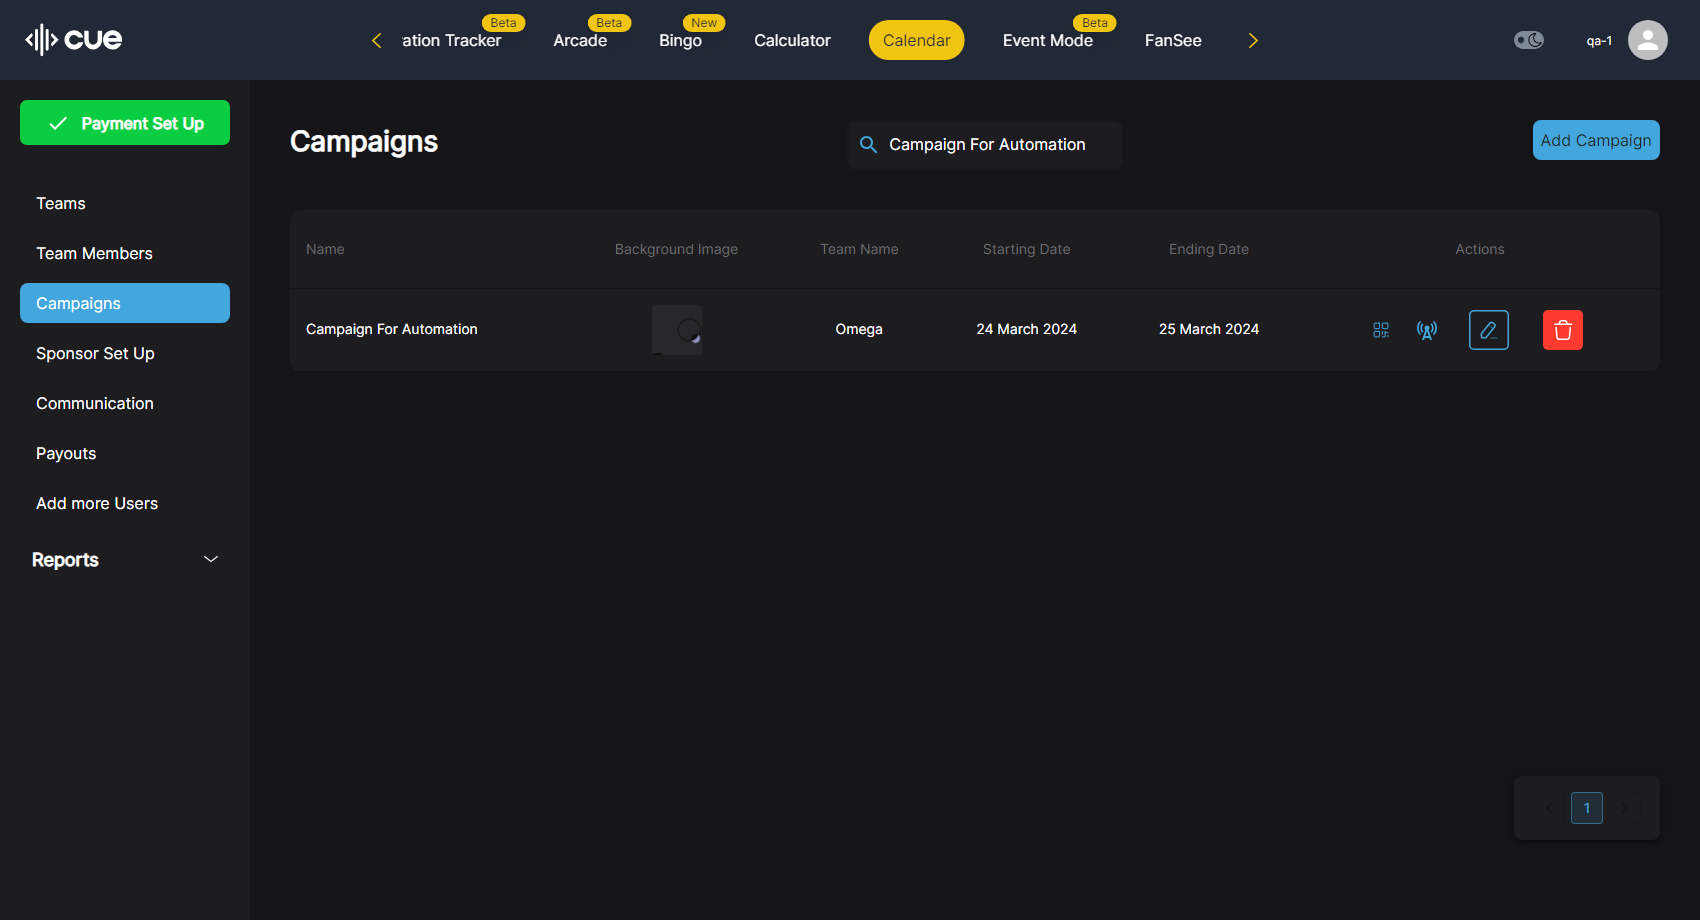 cue
ation Tracker Beta
Arcade Beta
Bingo New
Calculator
Calendar
Event Mode Beta
FanSee
qa-1
Payment Set Up
Teams
Team Members
Campaigns
Sponsor Set Up
Communication
Payouts
Add more Users
Reports
Campaigns
Campaign For Automation
Add Campaign
Name Background Image Team Name Starting Date Ending Date Actions
Campaign For Automation Omega 24 March 2024 25 March 2024
1